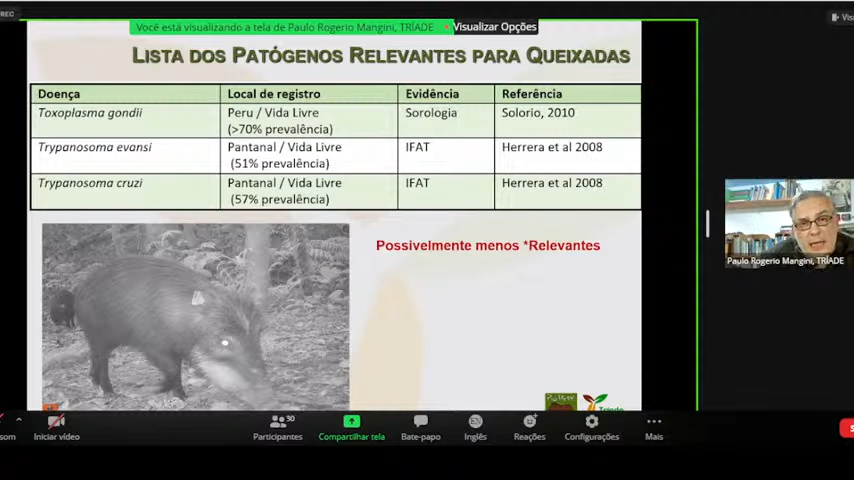 REC
Você está visualizando a tela de Paulo Rogerio Mangini, TRÍADE
Visualizar Opções
LISTA DOS PATÓGENOS RELEVANTES PARA QUEIXADAS
Doença Local de registro Evidência Referência
Toxoplasma gondii Peru / Vida Livre Sorologia Solorio, 2010
(>70% prevalência)
Trypanosoma evansi Pantanal / Vida Livre IFAT Herrera et al 2008
(51% prevalência)
Trypanosoma cruzi Pantanal / Vida Livre IFAT Herrera et al 2008
(57% prevalência)
Possivelmente menos *Relevantes
Paulo Rogerio Mangini, TRÍADE
30
som
Iniciar vídeo
Participantes
Compartilhar tela
Bate-papo
Inglês
Reações
Configurações
Mais